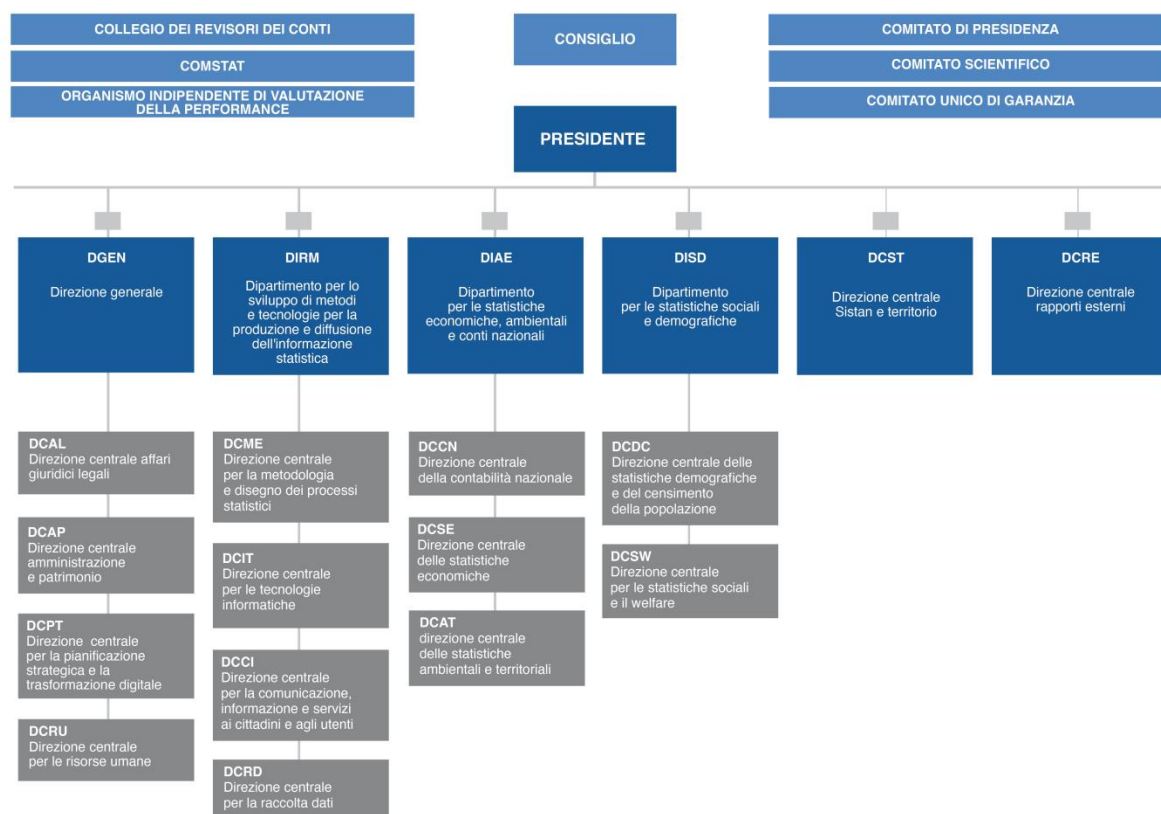 COLLEGIO DEI REVISORI DEI CONTI
COMSTAT
ORGANISMO INDIPENDENTE DI VALUTAZIONE
DELLA PERFORMANCE
CONSIGLIO
COMITATO DI PRESIDENZA
COMITATO SCIENTIFICO
COMITATO UNICO DI GARANZIA
PRESIDENTE
DGEN
Direzione generale
DIRM
Dipartimento per lo
sviluppo di metodi
e tecnologie per la
produzione e diffusione
dell'informazione
statistica
DIAE
Dipartimento
per le statistiche
economiche, ambientali
e conti nazionali
DISD
Dipartimento
per le statistiche sociali
e demografiche
DCST
Direzione centrale
Sistan e territorio
DCRE
Direzione centrale
rapporti esterni
DCAL
Direzione centrale affari
giuridici legali
DCAP
Direzione centrale
amministrazione
e patrimonio
DCPT
Direzione centrale
per la pianificazione
strategica e la
trasformazione digitale
DCRU
Direzione centrale
per le risorse umane
DCME
Direzione centrale
per la metodologia
e disegno dei processi
statistici
DCIT
Direzione centrale
per le tecnologie
informatiche
DCCI
Direzione centrale
per la comunicazione,
informazione e servizi
ai cittadini e agli utenti
DCRD
Direzione centrale
per la raccolta dati
DCCN
Direzione centrale
della contabilità nazionale
DCSE
Direzione centrale
delle statistiche
economiche
DCAT
direzione centrale
delle statistiche
ambientali e territoriali
DCDC
Direzione centrale delle
statistiche demografiche
e del censimento
della popolazione
DCSW
Direzione centrale
per le statistiche sociali
e il welfare